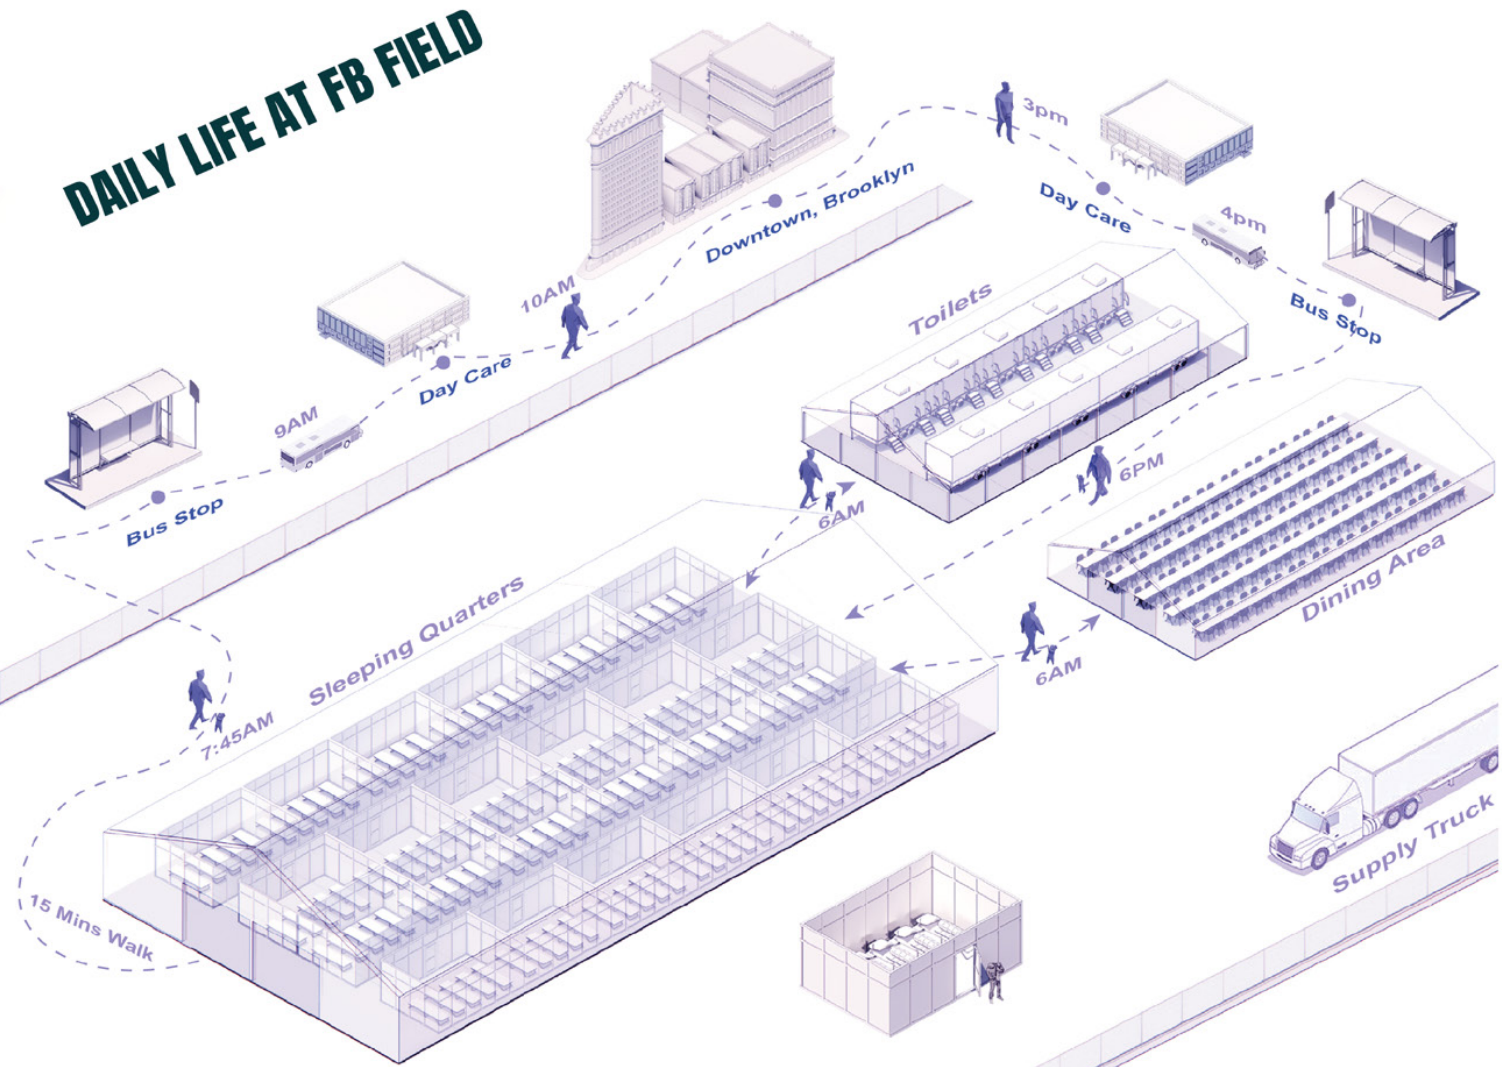 DAILY LIFE AT FB FIELD
3pm
Day Care
4pm
Downtown, Brooklyn
Bus Stop
10AM
Toilets
Day Care
9AM
Bus Stop
6PM
6AM
Dining Area
Sleeping Quarters
6AM
7:45AM
Supply Truck
15 Mins Walk